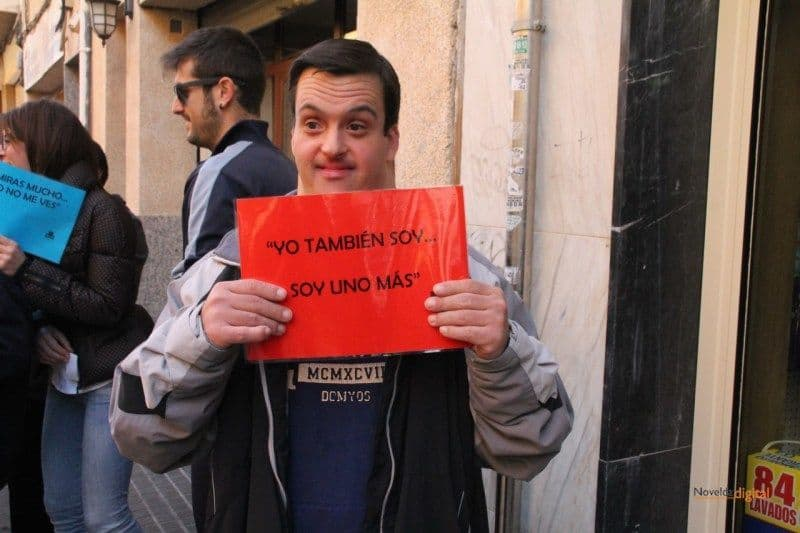 MIRAS MUCHO...
O NO ME VES"
"YO TAMBIÉN SOY...
SOY UNO MÁS"
MCMXCVII
DCMYOS
84
LAVADOS
Novelda digital